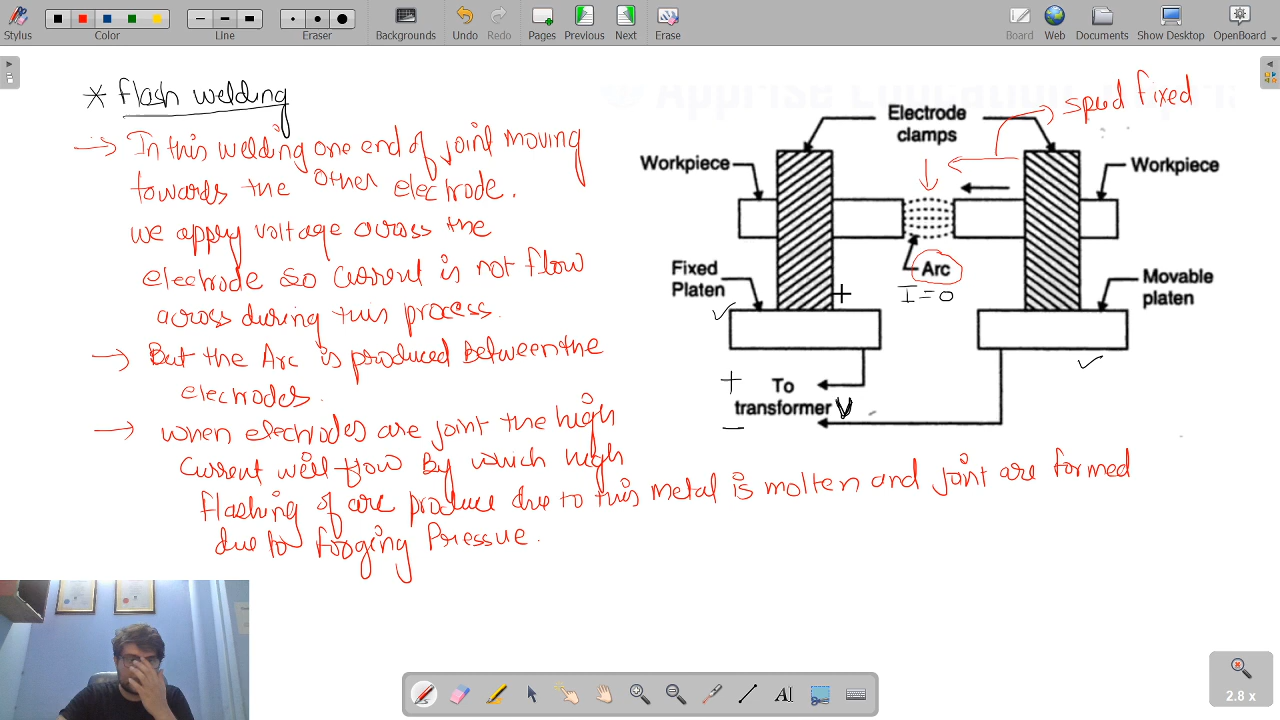 Stylus
Color
Line
Eraser
Backgrounds
Undo
Redo
Pages
Previous
Next
Erase
Board
Web
Documents
Show Desktop
OpenBoard
* Flash welding
→ In this welding one end of joint moving
towards the other electrode.
we apply voltage across the
electrode so current is not flow
across during this process.
→ But the Arc is produced between the
electrodes.
→ When electrodes are joint the high
current will flow By which high
flashing of arc produce due to this metal is molten and joint are formed
due to forging Pressue.
speed fixed
Electrode
clamps
Workpiece
Workpiece
Arc
I = 0
Fixed
Platen
+
Movable
platen
+
To
transformer V
−
2.8 x